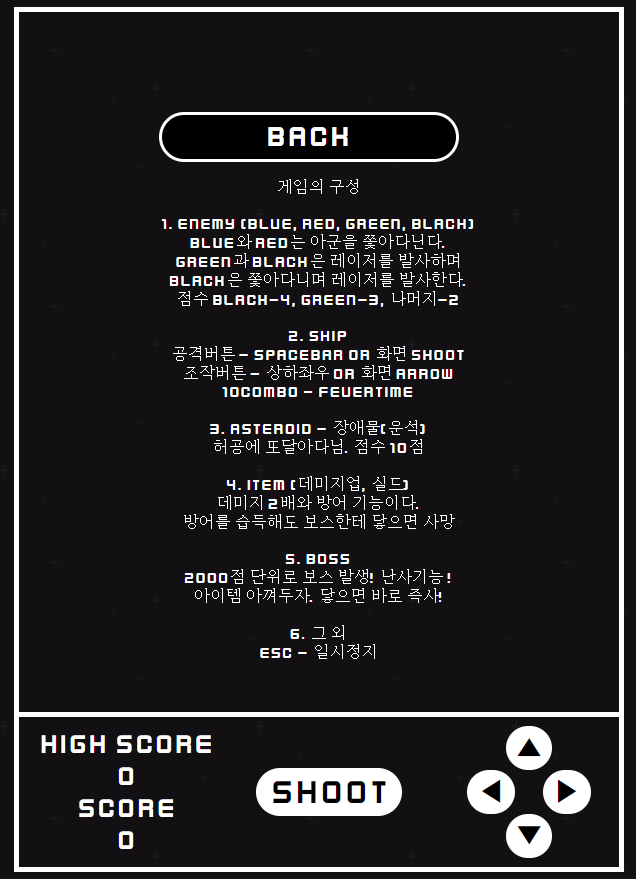 BACK
게임의 구성
1. ENEMY (BLUE, RED, GREEN, BLACK)
BLUE와 RED는 아군을 쫓아다닌다.
GREEN과 BLACK은 레이저를 발사하며
BLACK은 쫓아다니며 레이저를 발사한다.
점수 BLACK-4, GREEN-3, 나머지-2
2. SHIP
공격버튼 - SPACEBAR OR 화면 SHOOT
조작버튼 - 상하좌우 OR 화면 ARROW
10COMBO - FEVERTIME
3. ASTEROID - 장애물(운석)
허공에 또달아다님. 점수 10점
4. ITEM (데미지업, 실드)
데미지 2배와 방어 기능이다.
방어를 습득해도 보스한테 닿으면 사망
5. BOSS
2000점 단위로 보스 발생! 난사기능!
아이템 아껴두자. 닿으면 바로 즉사!
6. 그 외
ESC - 일시정지
HIGH SCORE
0
SCORE
0
SHOOT
▲
◀ ▶
▼